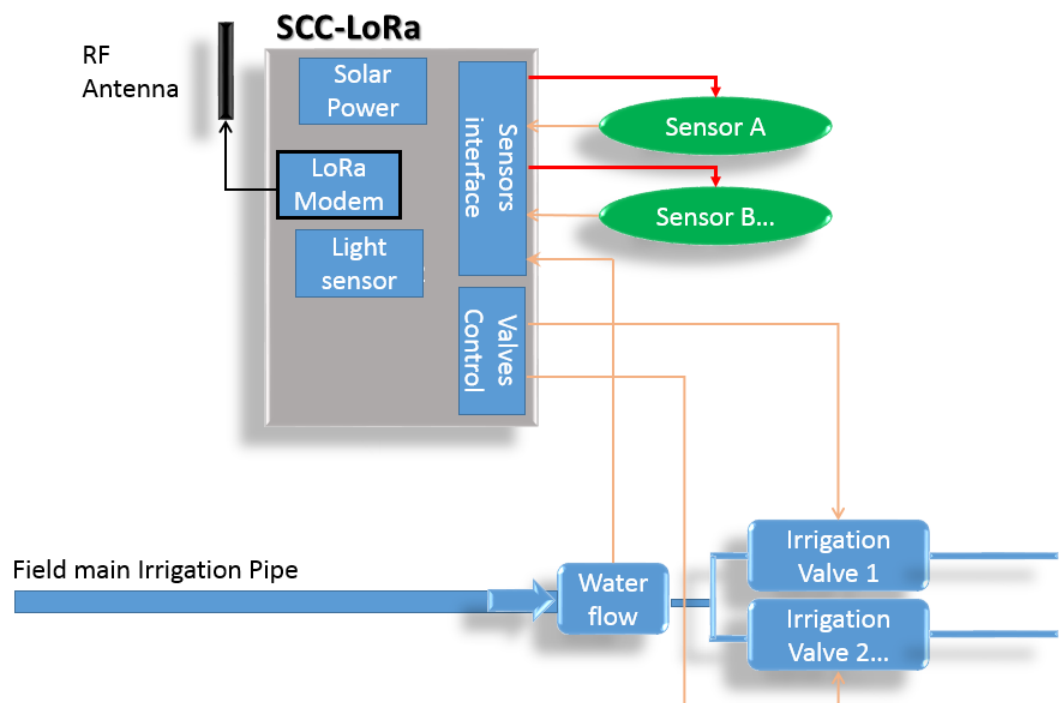 SCC-LoRa
RF
Antenna
Solar
Power
LoRa
Modem
Light
sensor
Sensors
interface
Valves
Control
Sensor A
Sensor B...
Field main Irrigation Pipe
Water
flow
Irrigation
Valve 1
Irrigation
Valve 2...